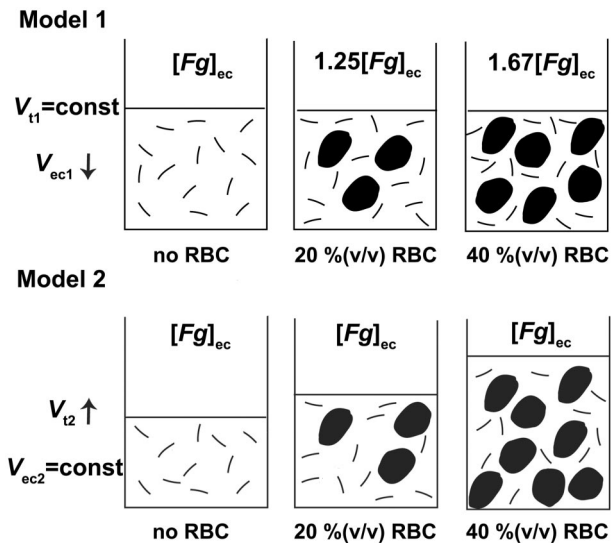 Model 1
[Fg]ec 1.25[Fg]ec 1.67[Fg]ec
Vt1=const
Vec1 ↓
no RBC 20 %(v/v) RBC 40 %(v/v) RBC
Model 2
[Fg]ec [Fg]ec [Fg]ec
Vt2 ↑
Vec2=const
no RBC 20 %(v/v) RBC 40 %(v/v) RBC